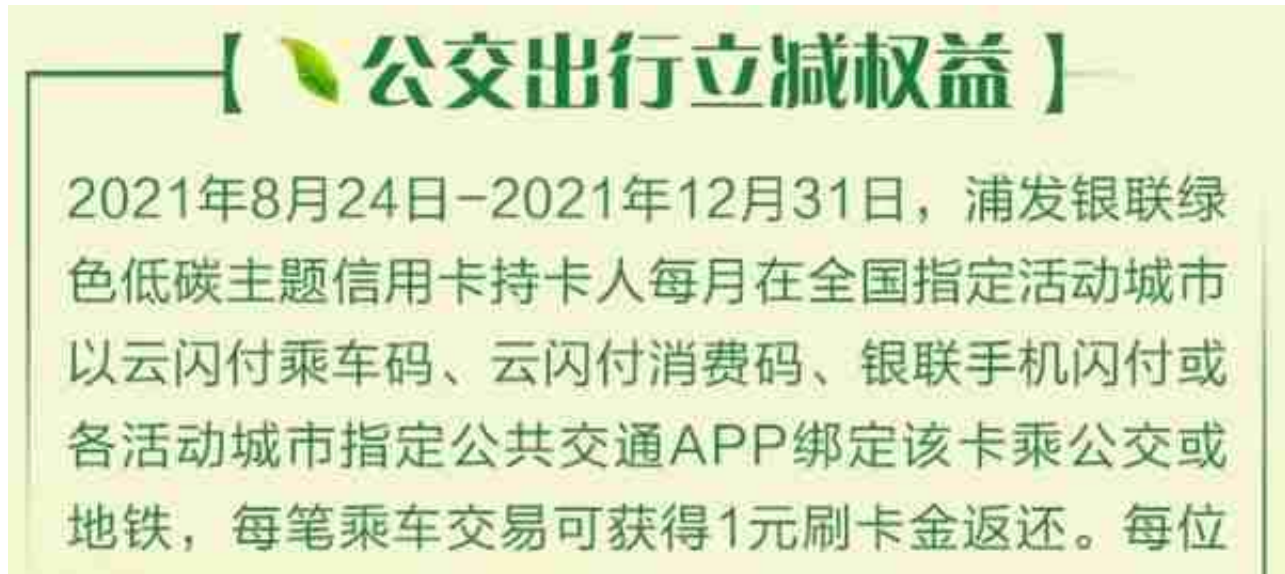 【公交出行立减权益】
2021年8月24日-2021年12月31日，浦发银联绿
色低碳主题信用卡持卡人每月在全国指定活动城市
以云闪付乘车码、云闪付消费码、银联手机闪付或
各活动城市指定公共交通APP绑定该卡乘公交或
地铁，每笔乘车交易可获得1元刷卡金返还。每位